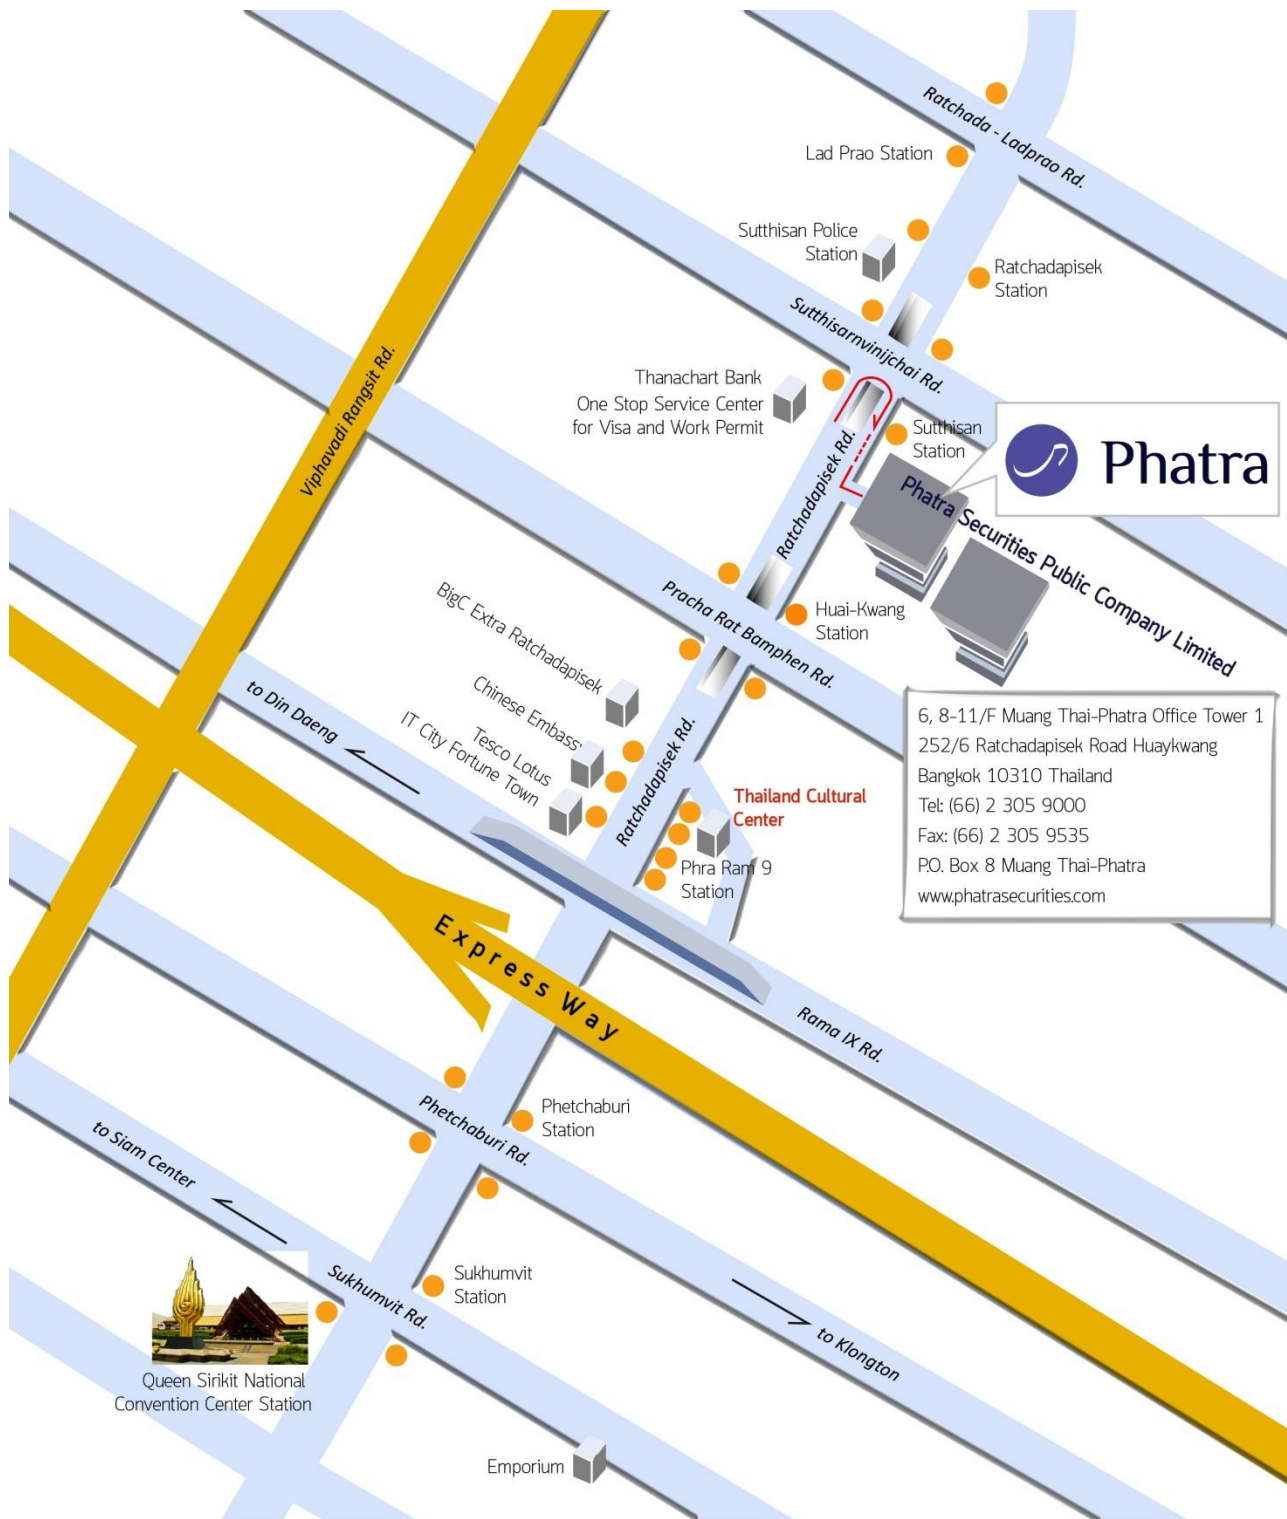 Ratchada - Ladprao Rd.
Lad Prao Station
Sutthisan Police
Station
Ratchadapisek
Station
Sutthisarnvinijchai Rd.
Viphavadi Rangsit Rd.
Thanachart Bank
One Stop Service Center
for Visa and Work Permit
Sutthisan
Station
Phatra
Ratchadapisek Rd.
Phatra Securities Public Company Limited
Pracha Rat Bamphen Rd.
Huai-Kwang
Station
BigC Extra Ratchadapisek
Chinese Embassy
Tesco Lotus
IT City Fortune Town
to Din Daeng
Ratchadapisek Rd.
6, 8-11/F Muang Thai-Phatra Office Tower 1
252/6 Ratchadapisek Road Huaykwang
Bangkok 10310 Thailand
Tel: (66) 2 305 9000
Fax: (66) 2 305 9535
P.O. Box 8 Muang Thai-Phatra
www.phatrasecurities.com
Thailand Cultural
Center
Phra Ram 9
Station
Express Way
Rama IX Rd.
Phetchaburi Rd.
Phetchaburi
Station
to Siam Center
Sukhumvit Rd.
Sukhumvit
Station
to Klongton
Queen Sirikit National
Convention Center Station
Emporium